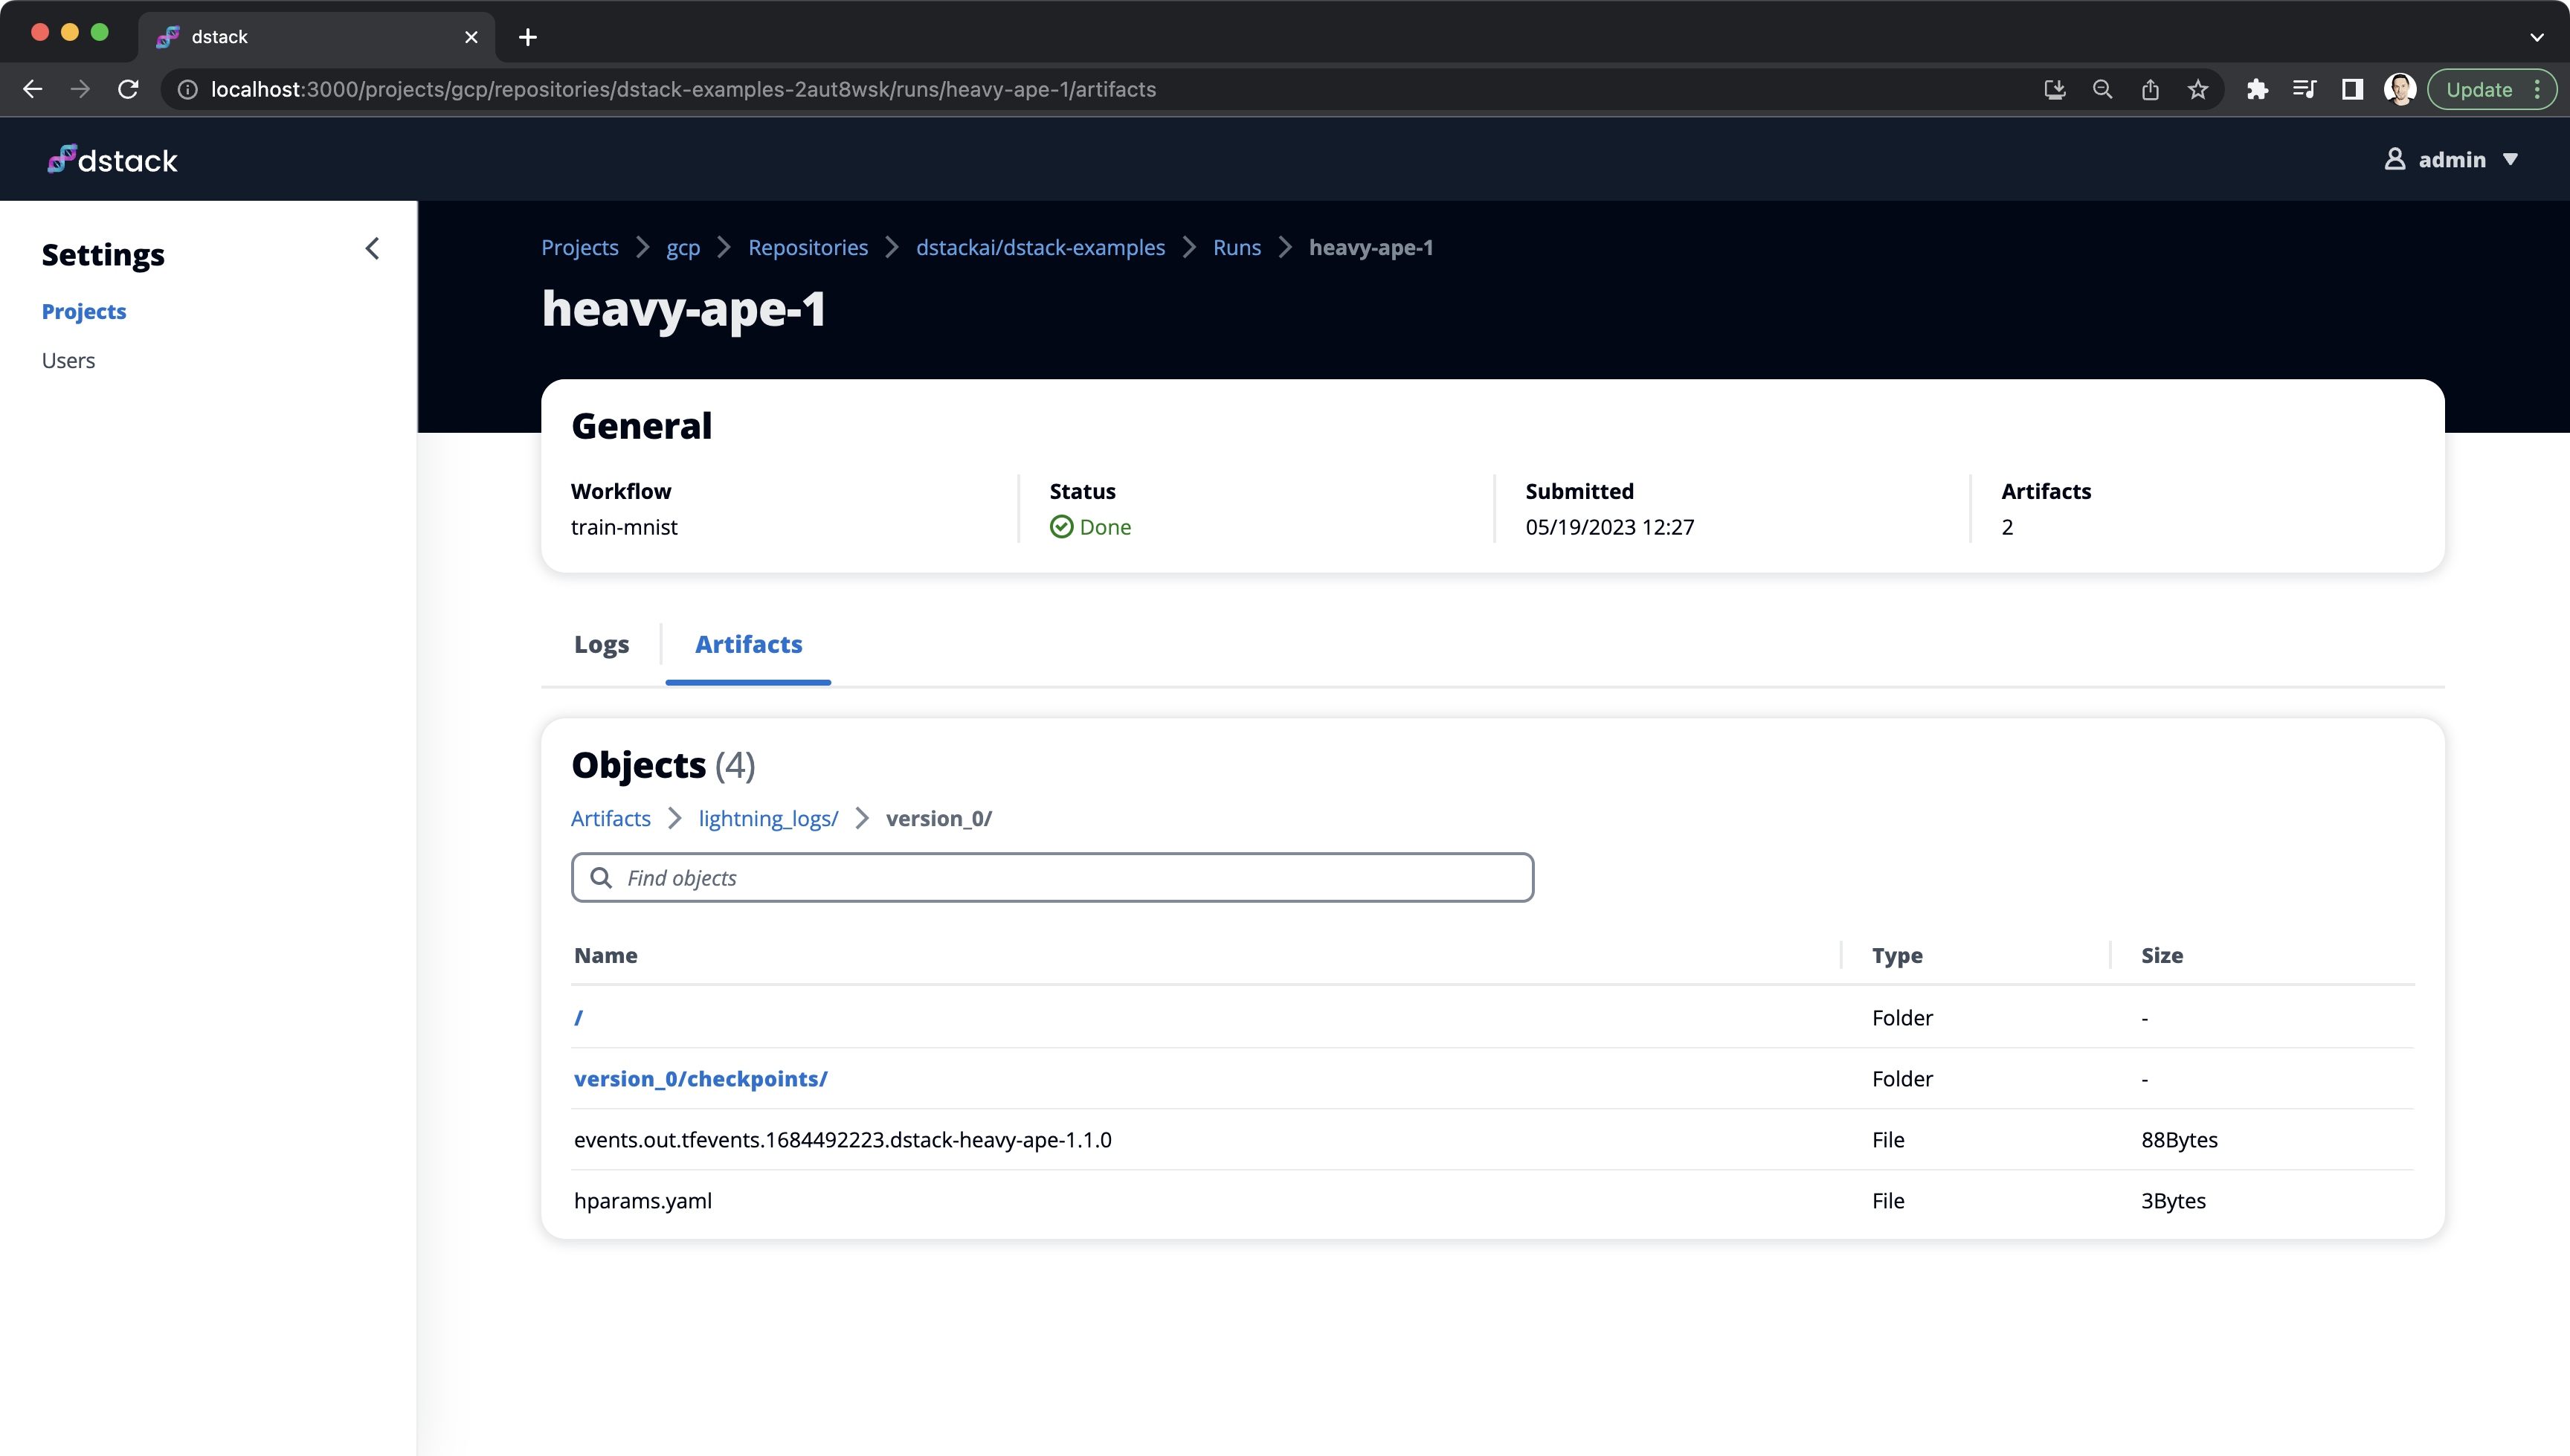 dstack
localhost:3000/projects/gcp/repositories/dstack-examples-2aut8wsk/runs/heavy-ape-1/artifacts
Update
dstack
admin
Settings
Projects
Users
Projects gcp Repositories dstackai/dstack-examples Runs heavy-ape-1
heavy-ape-1
General
Workflow Status Submitted Artifacts
train-mnist Done 05/19/2023 12:27 2
Logs Artifacts
Objects (4)
Artifacts lightning_logs/ version_0/
Find objects
Name Type Size
/ Folder -
version_0/checkpoints/ Folder -
events.out.tfevents.1684492223.dstack-heavy-ape-1.1.0 File 88Bytes
hparams.yaml File 3Bytes